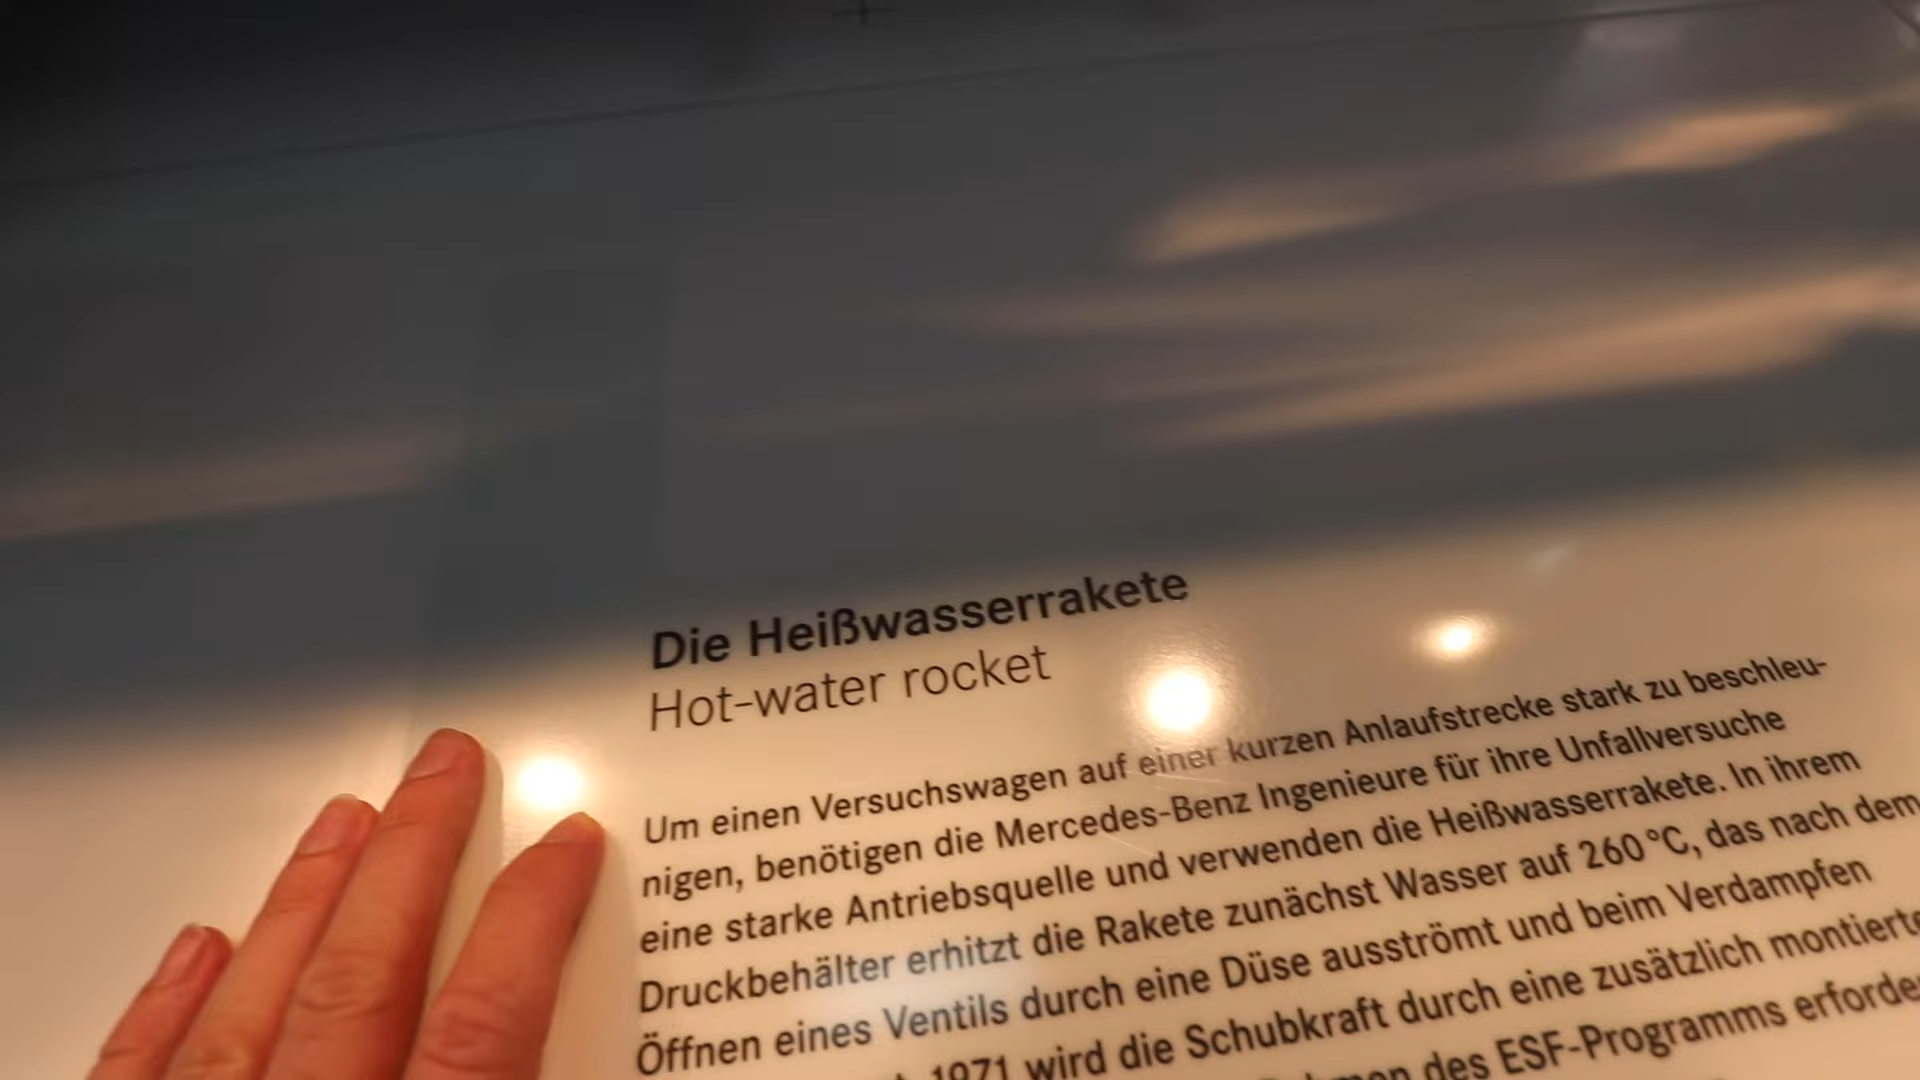 Die Heißwasserrakete
Hot-water rocket
Um einen Versuchswagen auf einer kurzen Anlaufstrecke stark zu beschleu-
nigen, benötigen die Mercedes-Benz Ingenieure für ihre Unfallversuche
eine starke Antriebsquelle und verwenden die Heißwasserrakete. In ihrem
Druckbehälter erhitzt die Rakete zunächst Wasser auf 260 °C, das nach dem
Öffnen eines Ventils durch eine Düse ausströmt und beim Verdampfen
1971 wird die Schubkraft durch eine zusätzlich
des ESF-Programms